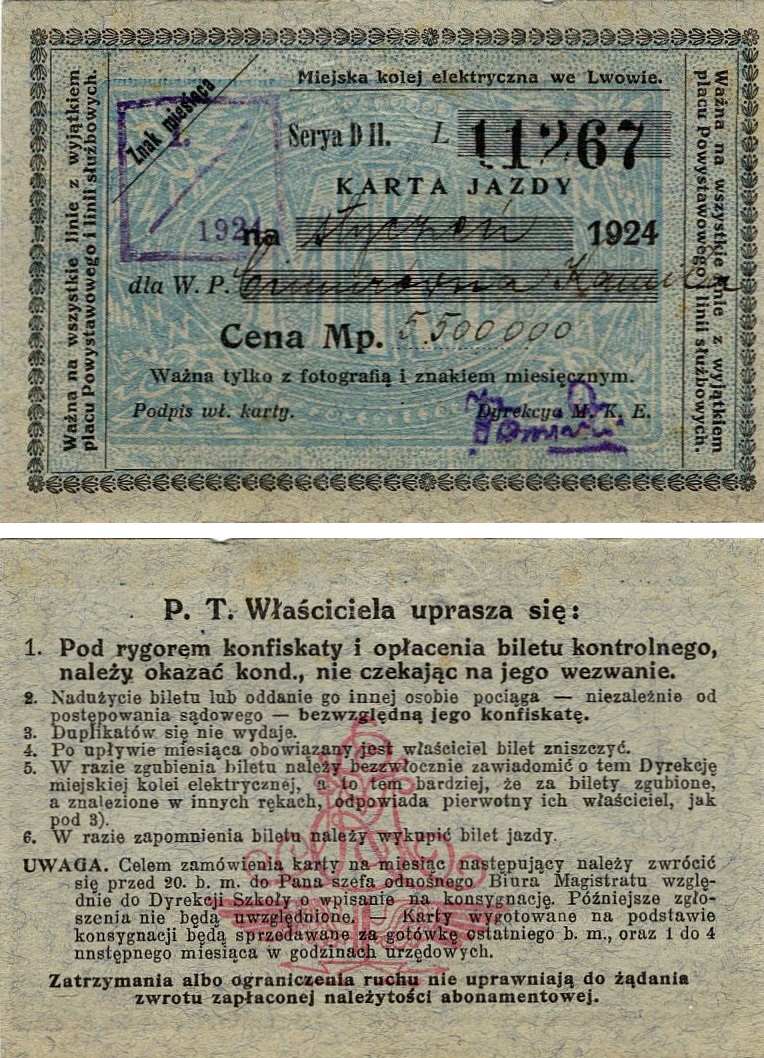 Miejska kolej elektryczna we Lwowie.
Znak miesiąca
I.
1924
Serya D II. L 11267
KARTA JAZDY
na styczeń 1924
dla W. P. Kamila
Cena Mp. 5.500000
Ważna tylko z fotografią i znakiem miesięcznym.
Podpis wł. karty. Dyrekcya M. K. E.
Ważna na wszystkie linie z wyjątkiem
placu Powystawowego i linii służbowych.
Ważna na wszystkie linie z wyjątkiem
placu Powystawowego i linii służbowych.
P. T. Właściciela uprasza się:
1. Pod rygorem konfiskaty i opłacenia biletu kontrolnego,
należy okazać kond., nie czekając na jego wezwanie.
2. Nadużycie biletu lub oddanie go innej osobie pociąga — niezależnie od
postępowania sądowego — bezwzględną jego konfiskatę.
3. Duplikatów się nie wydaje.
4. Po upływie miesiąca obowiązany jest właściciel bilet zniszczyć.
5. W razie zgubienia biletu należy bezzwłocznie zawiadomić o tem Dyrekcję
miejskiej kolei elektrycznej, a to tem bardziej, że za bilety zgubione,
a znalezione w innych rękach, odpowiada pierwotny ich właściciel, jak
pod 3).
6. W razie zapomnienia biletu należy wykupić bilet jazdy.
UWAGA. Celem zamówienia karty na miesiąc następujący należy zwrócić
się przed 20. b. m. do Pana szefa odnośnego Biura Magistratu wzglę-
dnie do Dyrekcji Szkoły o wpisanie na konsygnację. Późniejsze zgło-
szenia nie będą uwzględnione. — Karty wygotowane na podstawie
konsygnacji będą sprzedawane za gotówkę ostatniego b. m., oraz 1 do 4
nnstępnego miesiąca w godzinach urzędowych.
Zatrzymania albo ograniczenia ruchu nie uprawniają do żądania
zwrotu zapłaconej należytości abonamentowej.